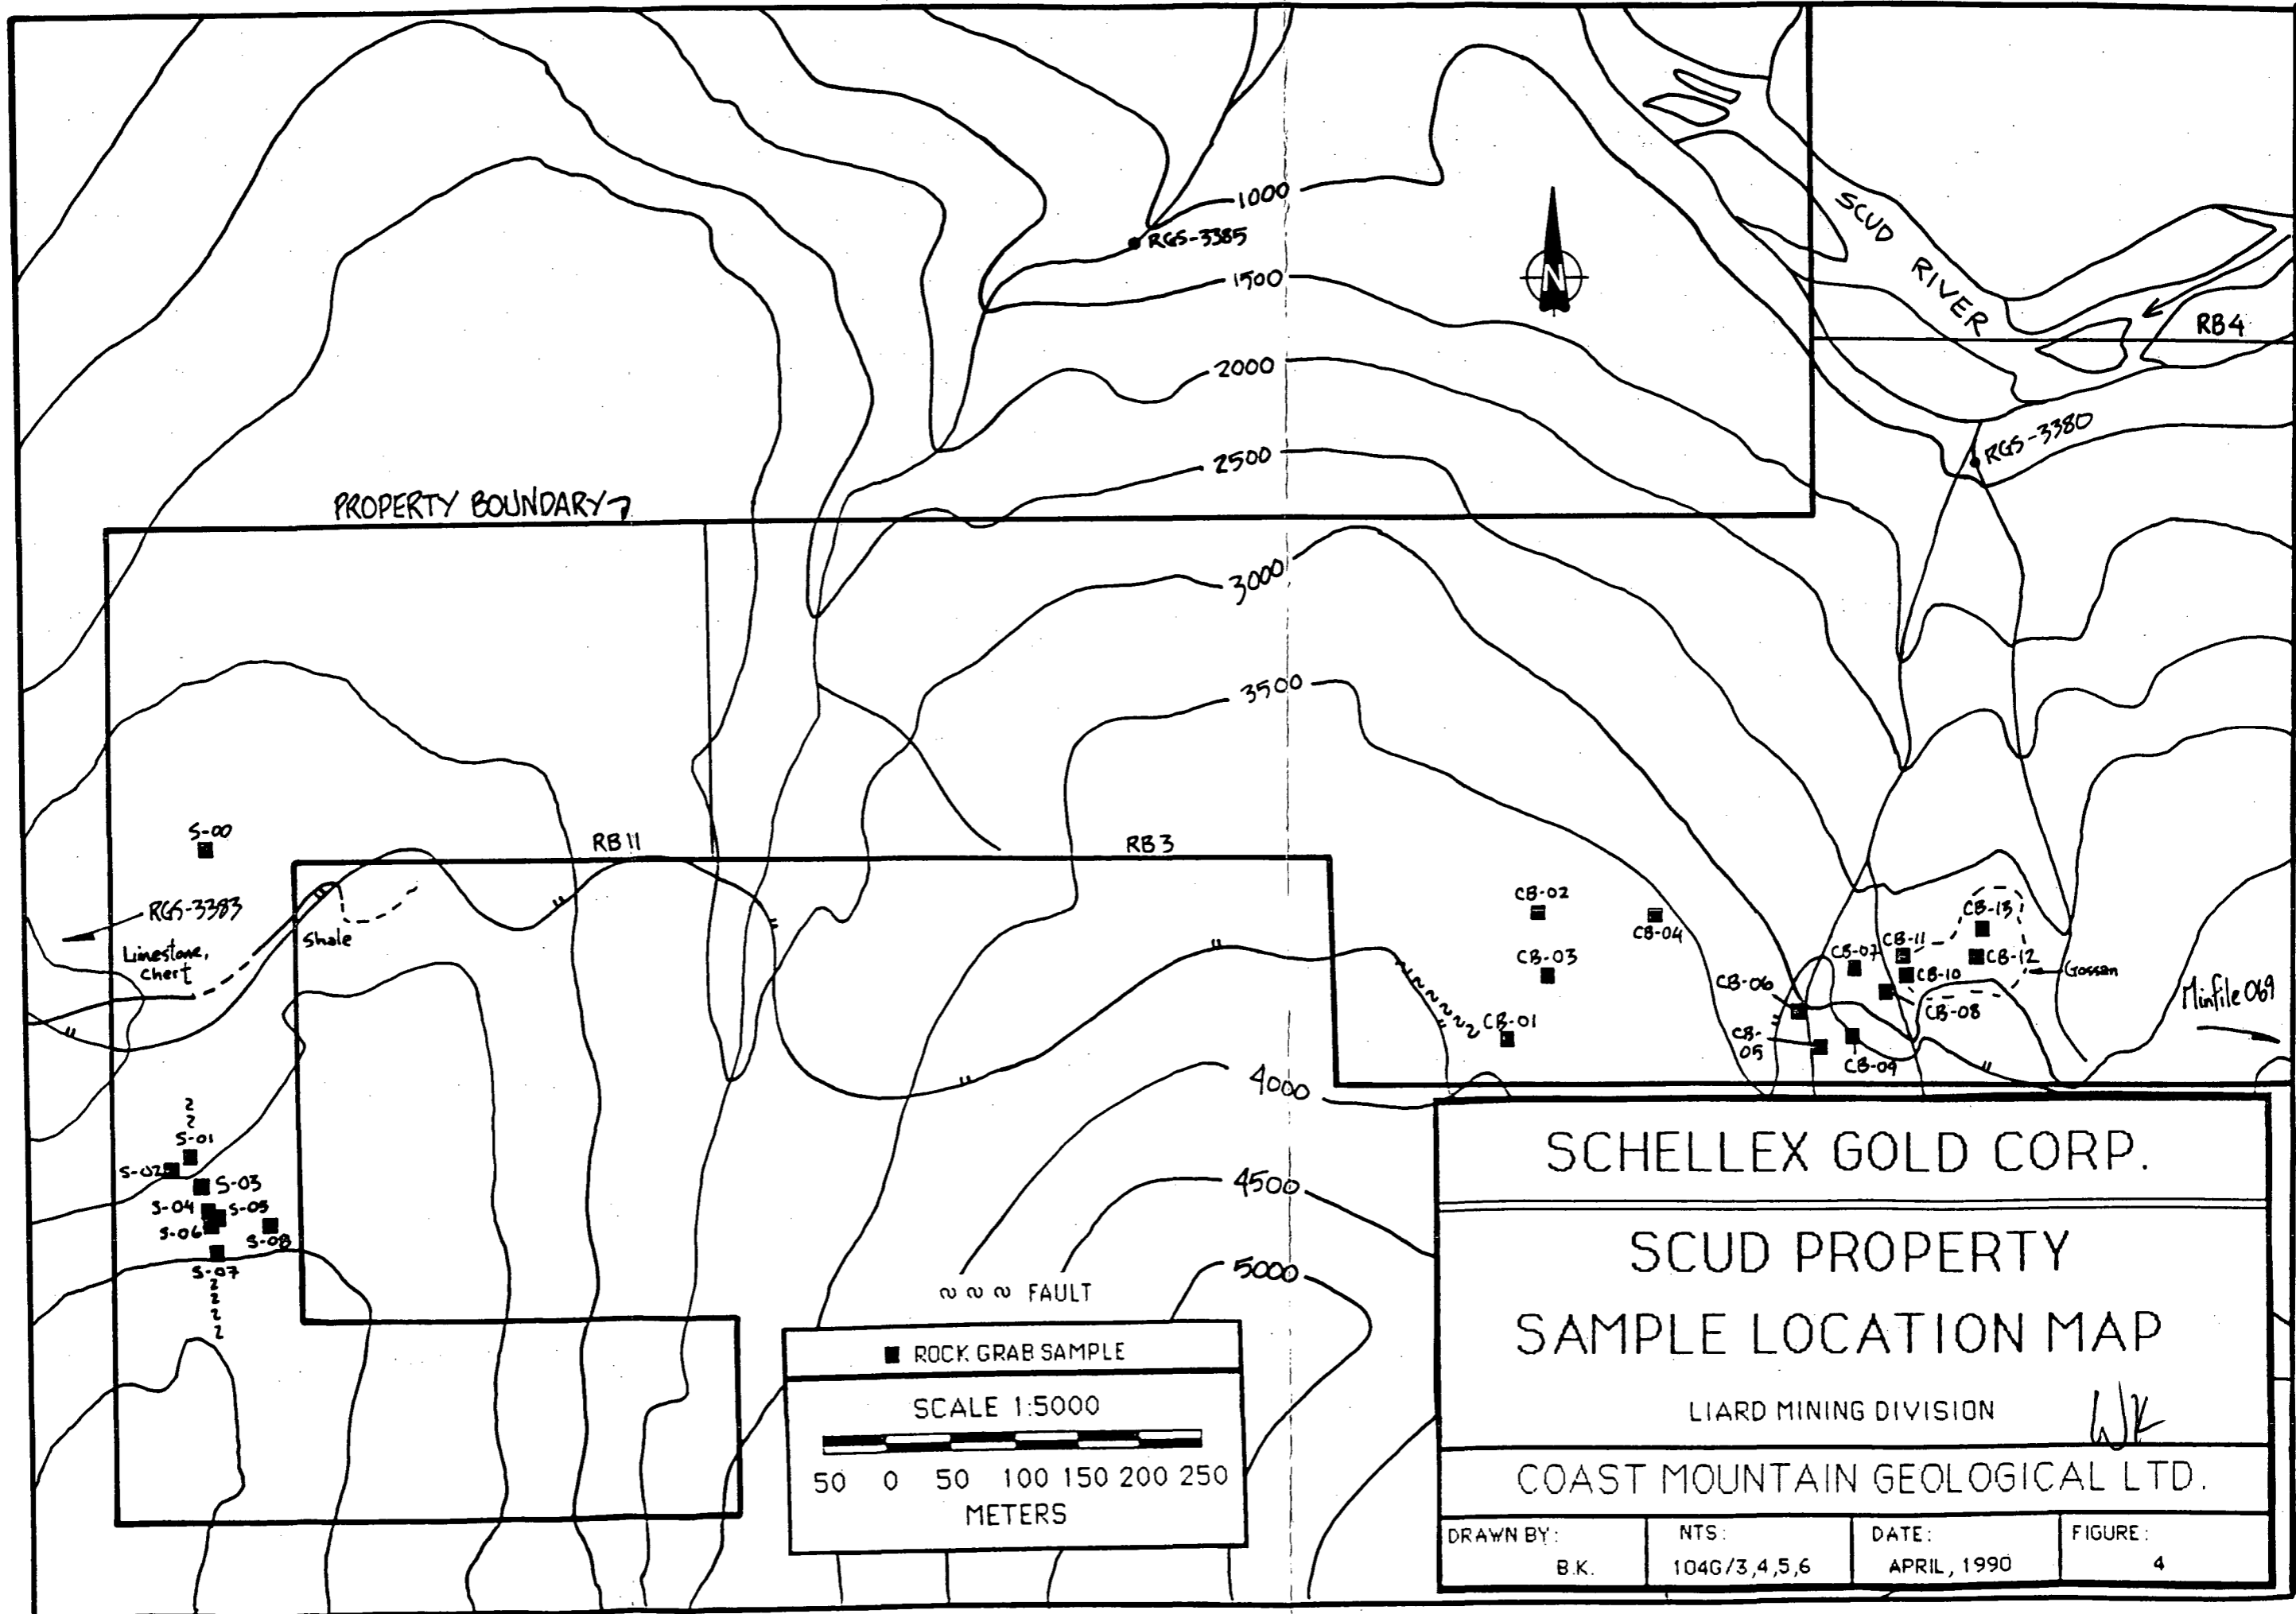 1000
RGS-3385
1500
2000
2500
3000
3500
4000
4500
5000
N
SCUD
RIVER
RB4
RGS-3380
PROPERTY BOUNDARY
S-00
RGS-3383
Limestone,
Chert
Shale
RB 11
RB 3
CB-02
CB-04
CB-03
CB-01
CB-06
CB-
05
CB-07
CB-11
CB-13
CB-12
CB-10
CB-08
CB-09
Gossan
Minfile 069
S-01
S-02
S-03
S-04
S-05
S-06
S-08
S-07
FAULT
ROCK GRAB SAMPLE
SCALE 1:5000
50 0 50 100 150 200 250
METERS
SCHELLEX GOLD CORP.
SCUD PROPERTY
SAMPLE LOCATION MAP
LIARD MINING DIVISION
COAST MOUNTAIN GEOLOGICAL LTD.
DRAWN BY:
B.K.
NTS:
104G/3,4,5,6
DATE:
APRIL, 1990
FIGURE:
4